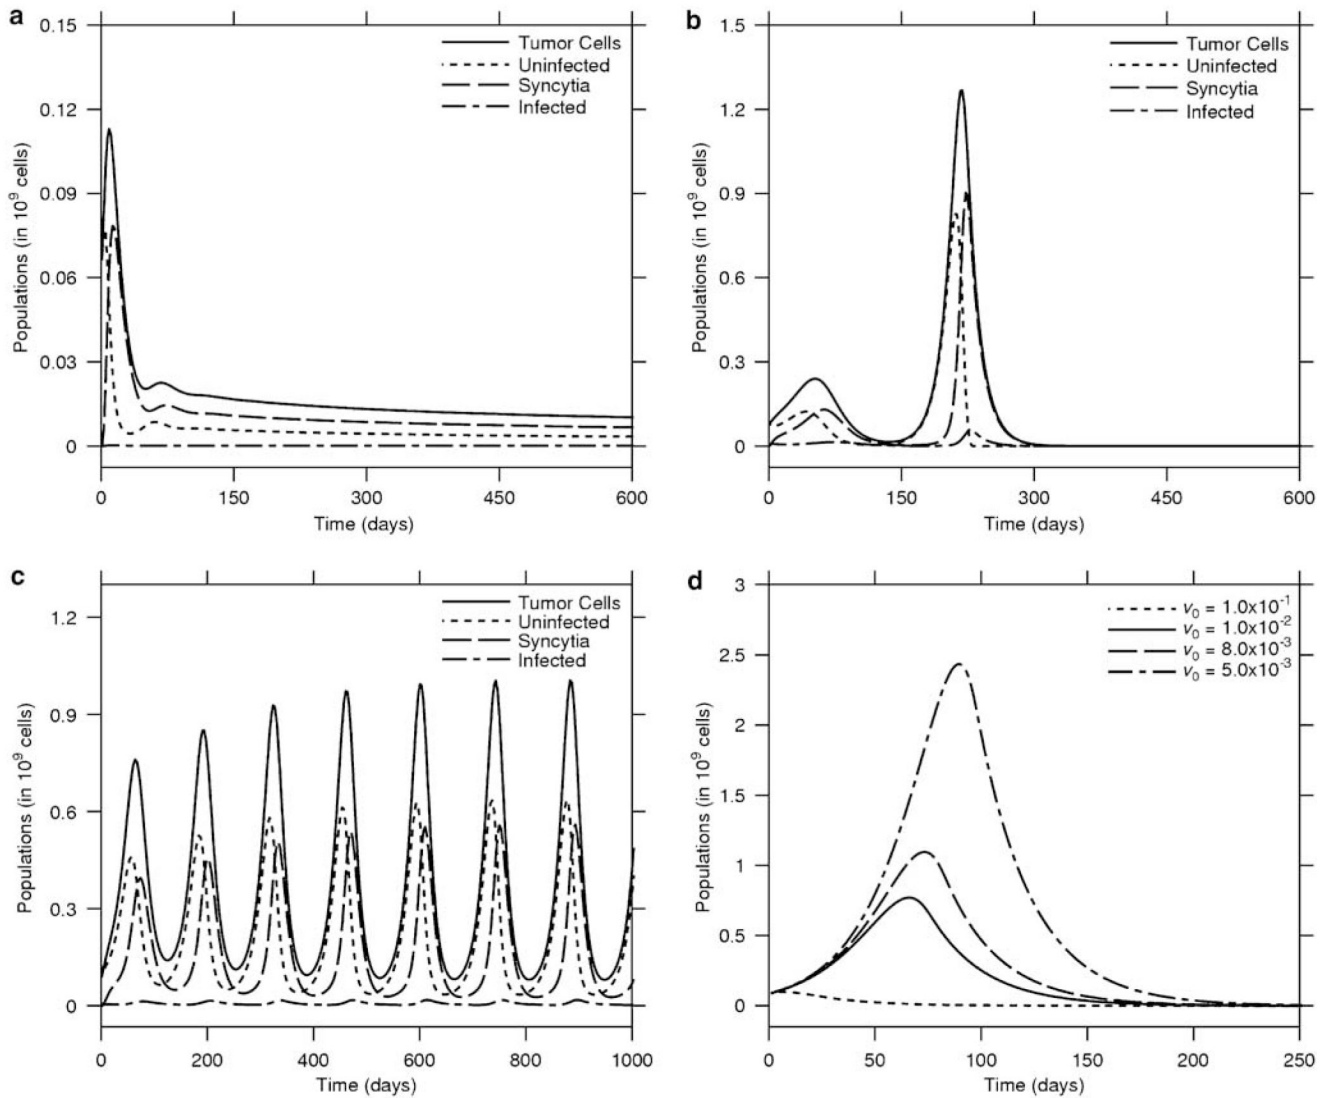 a
0.15
0.12
0.09
0.06
0.03
0
Populations (in 10⁹ cells)
Tumor Cells
Uninfected
Syncytia
Infected
0 150 300 450 600
Time (days)
b
1.5
1.2
0.9
0.6
0.3
0
Populations (in 10⁹ cells)
Tumor Cells
Uninfected
Syncytia
Infected
0 150 300 450 600
Time (days)
c
1.2
0.9
0.6
0.3
0
Populations (in 10⁹ cells)
Tumor Cells
Uninfected
Syncytia
Infected
0 200 400 600 800 1000
Time (days)
d
3
2.5
2
1.5
1
0.5
0
Populations (in 10⁹ cells)
v₀ = 1.0x10⁻¹
v₀ = 1.0x10⁻²
v₀ = 8.0x10⁻³
v₀ = 5.0x10⁻³
0 50 100 150 200 250
Time (days)